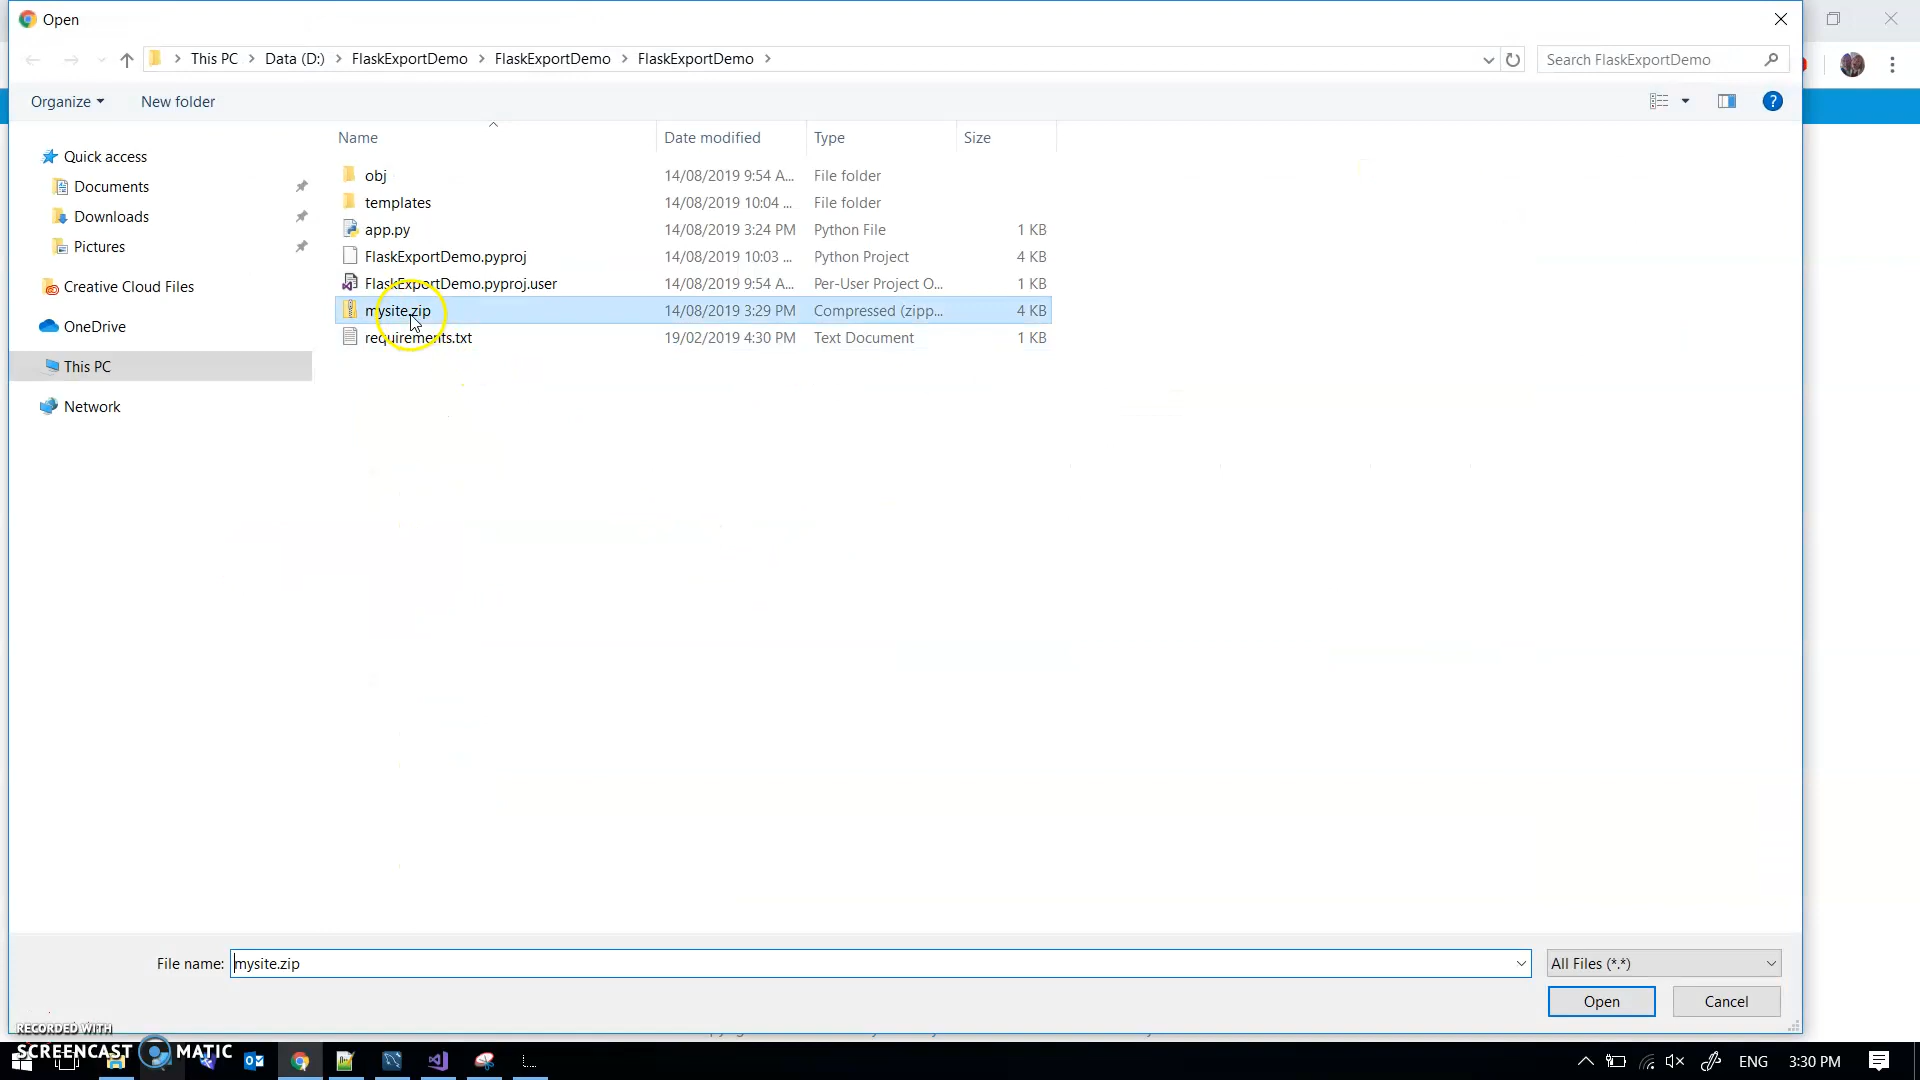 Open
This PC > Data (D:) > FlaskExportDemo > FlaskExportDemo > FlaskExportDemo >
Search FlaskExportDemo
Organize
New folder
Name
Date modified
Type
Size
Quick access
Documents
Downloads
Pictures
Creative Cloud Files
OneDrive
This PC
Network
obj 14/08/2019 9:54 A... File folder
templates 14/08/2019 10:04 ... File folder
app.py 14/08/2019 3:24 PM Python File 1 KB
FlaskExportDemo.pyproj 14/08/2019 10:03 ... Python Project 4 KB
FlaskExportDemo.pyproj.user 14/08/2019 9:54 A... Per-User Project O... 1 KB
mysite.zip 14/08/2019 3:29 PM Compressed (zipp... 4 KB
requirements.txt 19/02/2019 4:30 PM Text Document 1 KB
File name: mysite.zip
All Files (*.*)
Open
Cancel
RECORDED WITH
SCREENCAST MATIC
ENG
3:30 PM